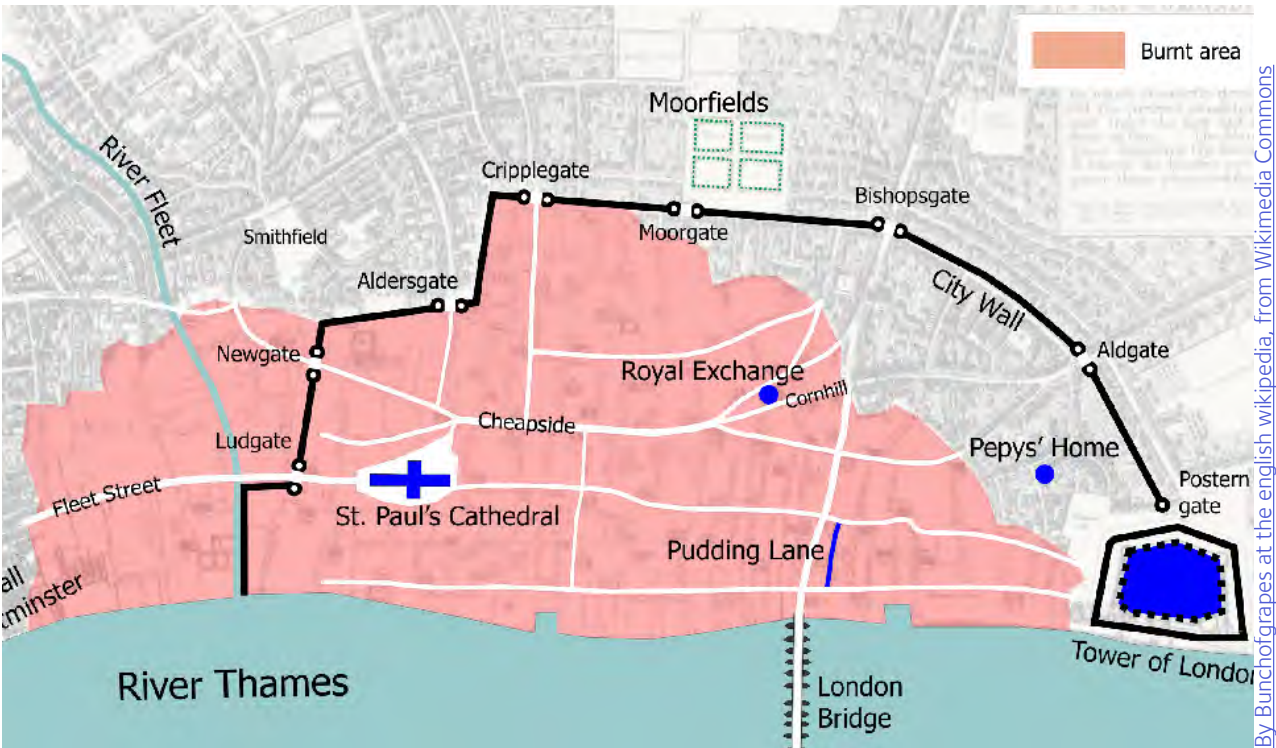 Burnt area
Moorfields
River Fleet
Cripplegate
Bishopsgate
Smithfield
Moorgate
Aldersgate
City Wall
Newgate
Aldgate
Royal Exchange
Cornhill
Cheapside
Ludgate
Pepys' Home
Fleet Street
Postern
gate
St. Paul's Cathedral
Pudding Lane
all
tminster
Tower of London
River Thames
London
Bridge
By Bunchofgrapes at the english wikipedia, from Wikimedia Commons